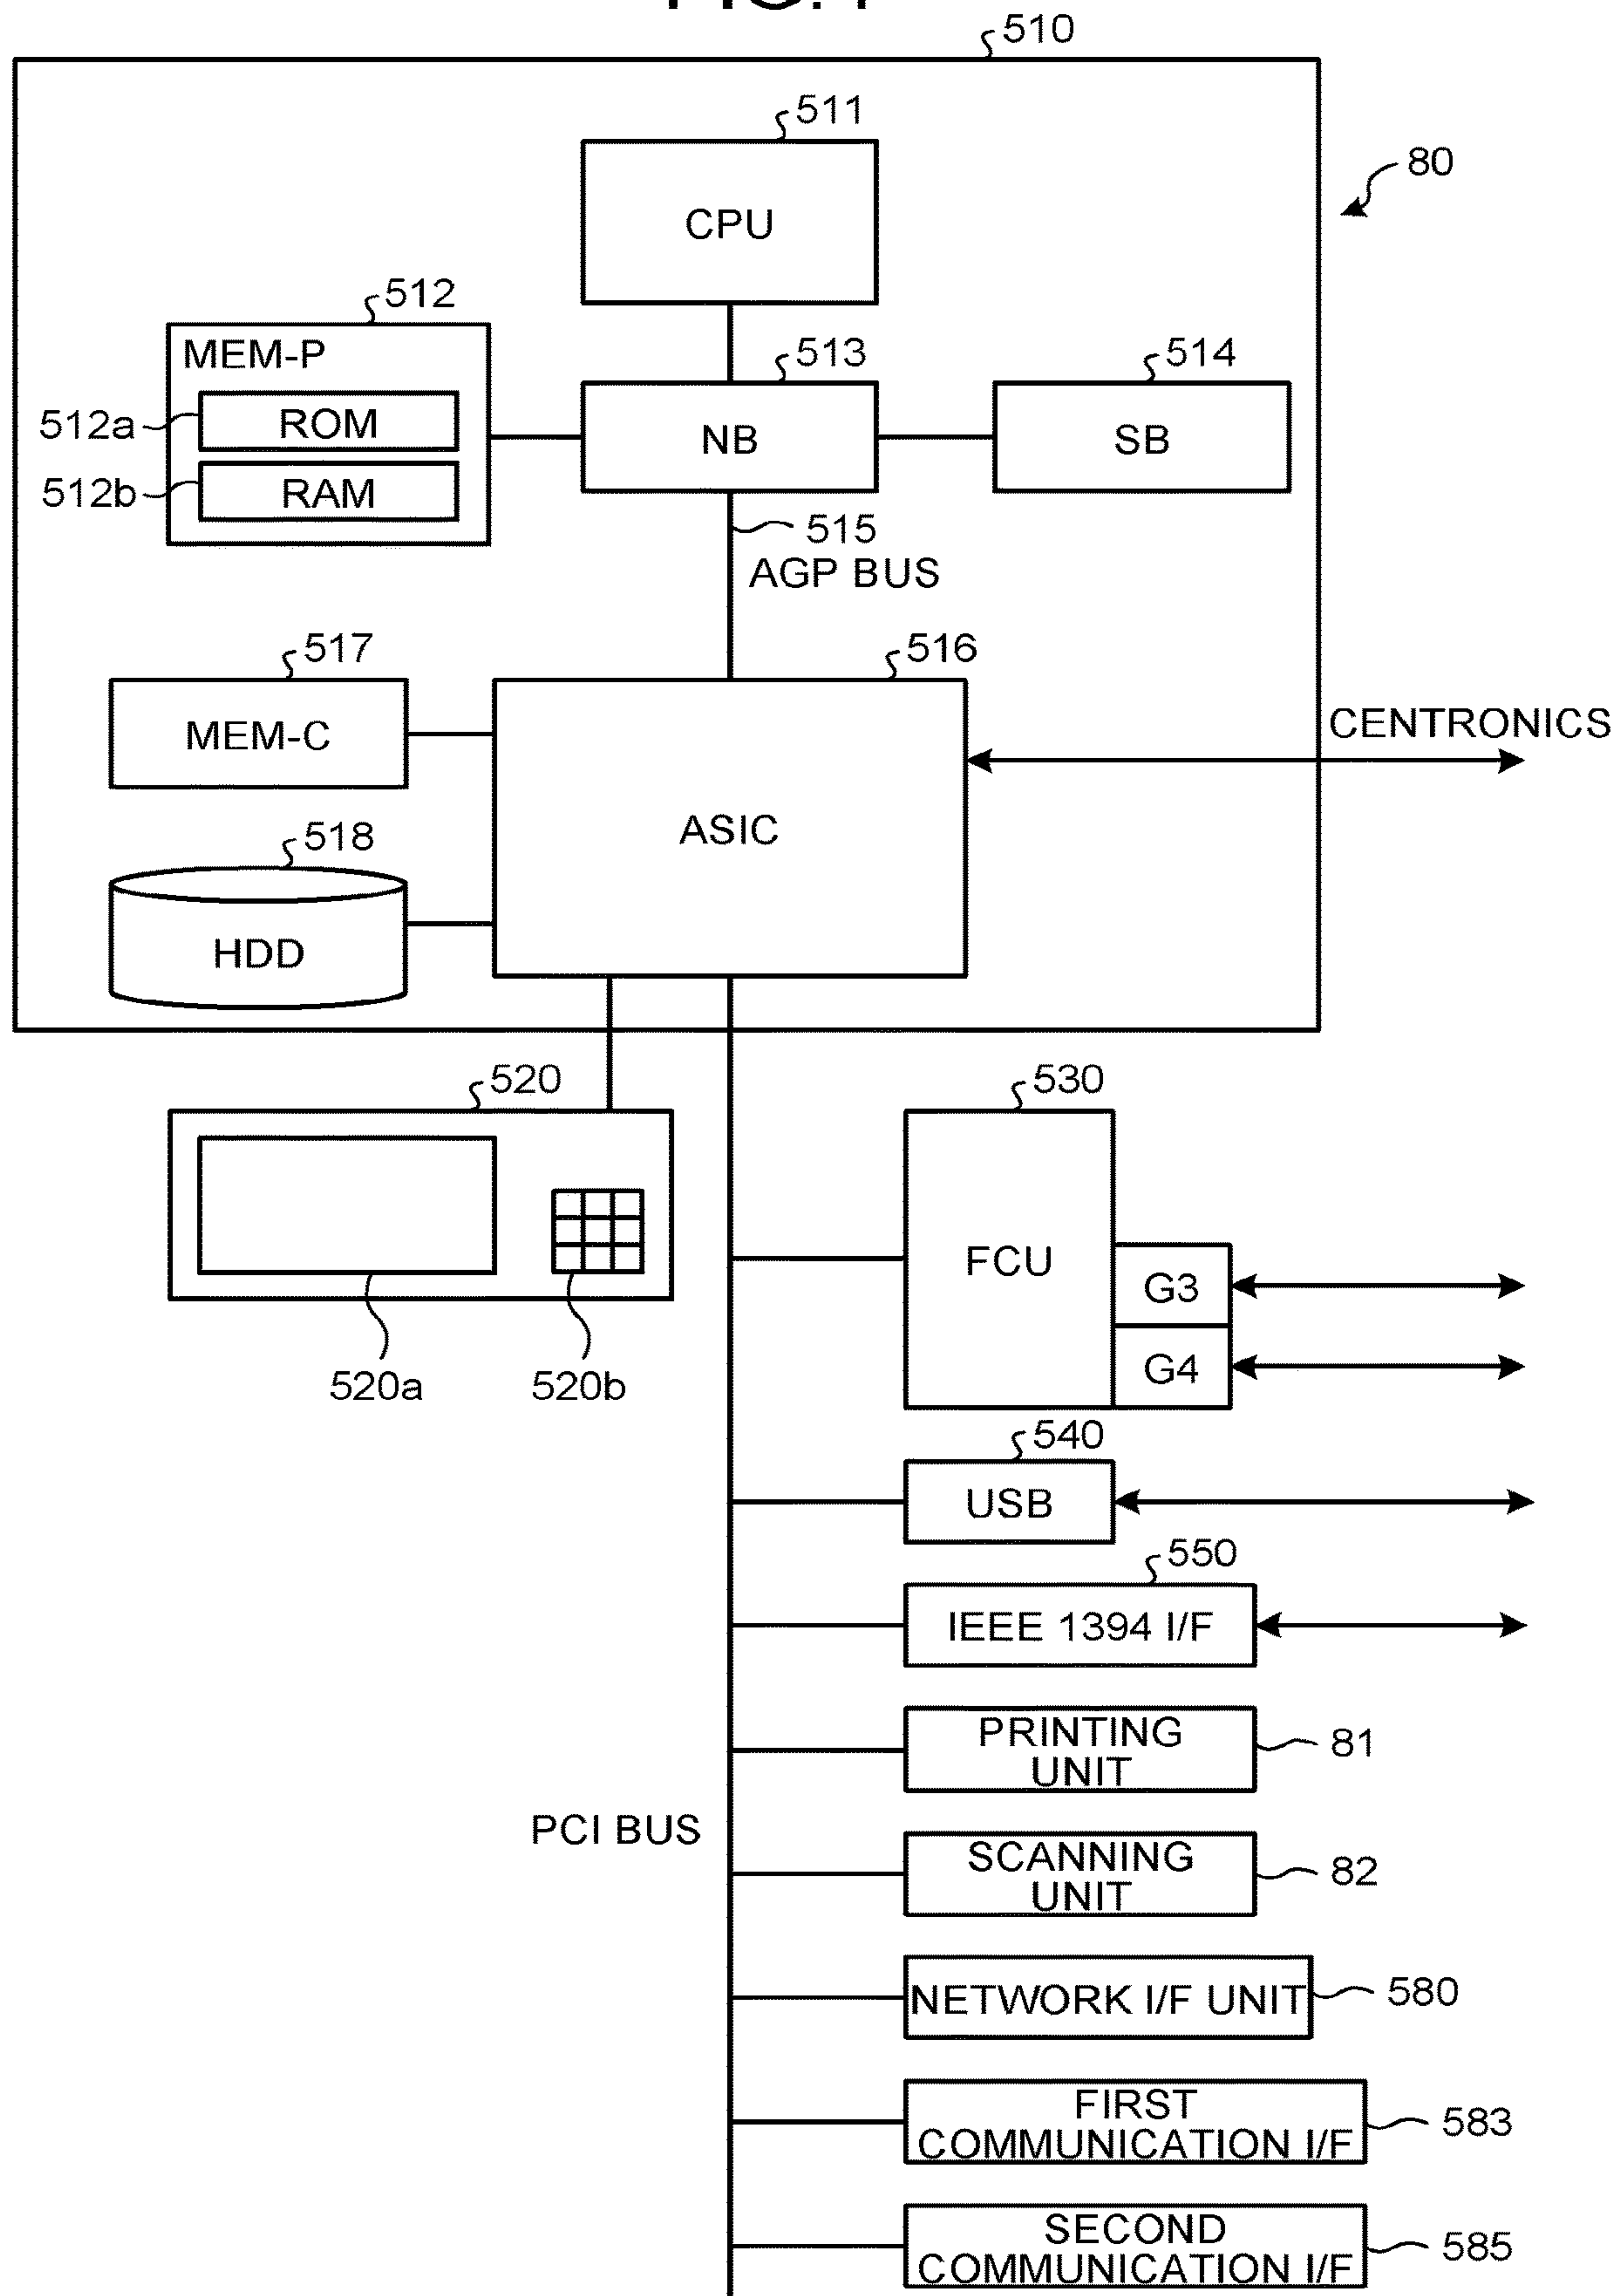 510
511
CPU
80
512
MEM-P
513
514
512a
ROM
NB
SB
512b
RAM
515
AGP BUS
517
516
MEM-C
CENTRONICS
ASIC
518
HDD
520
530
FCU
G3
G4
520a
520b
540
USB
550
IEEE 1394 I/F
PRINTING
UNIT
81
PCI BUS
SCANNING
UNIT
82
NETWORK I/F UNIT
580
FIRST
COMMUNICATION I/F
583
SECOND
COMMUNICATION I/F
585